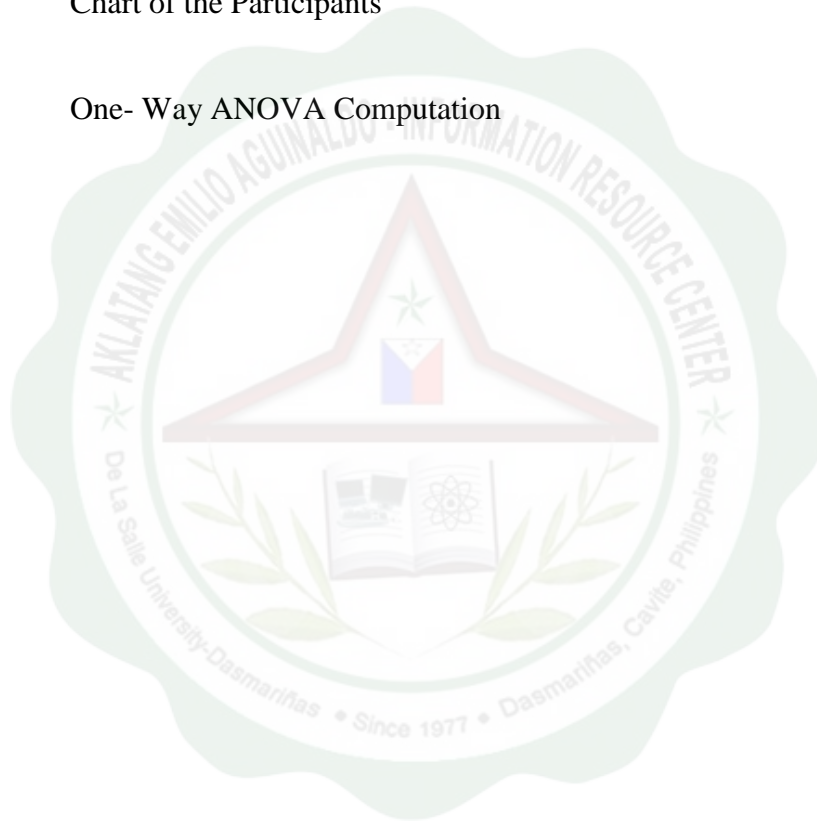 Chart of the Participants
One- Way ANOVA Computation
AKLATANG EMILIO AGUINALDO - INFORMATION RESOURCE CENTER
De La Salle University-Dasmariñas • Since 1977 • Dasmariñas, Cavite, Philippines